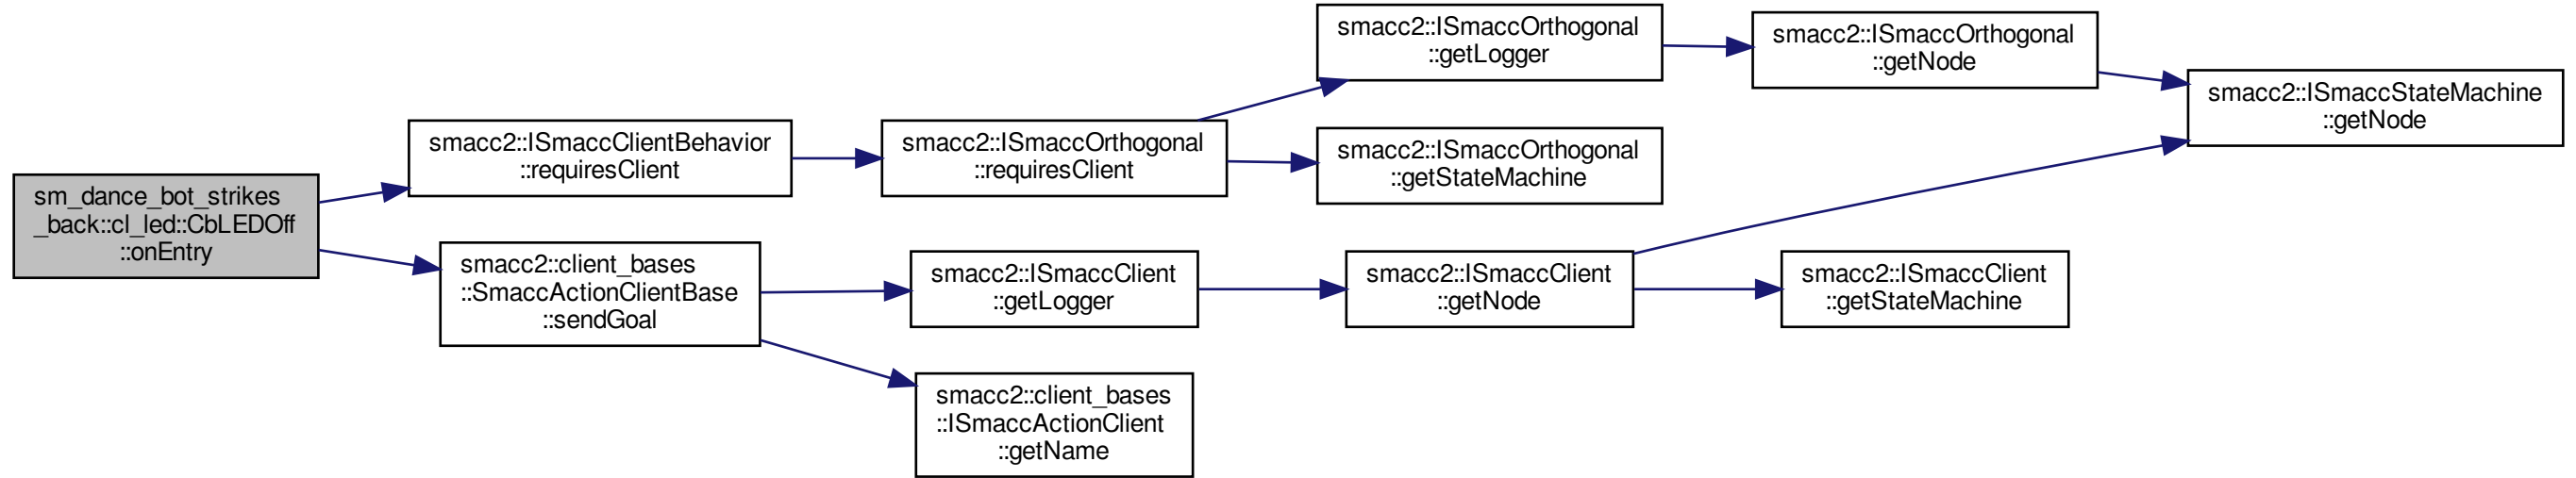 sm_dance_bot_strikes
_back::cl_led::CbLEDOff
::onEntry
smacc2::ISmaccClientBehavior
::requiresClient
smacc2::ISmaccOrthogonal
::requiresClient
smacc2::ISmaccOrthogonal
::getLogger
smacc2::ISmaccOrthogonal
::getNode
smacc2::ISmaccStateMachine
::getNode
smacc2::ISmaccOrthogonal
::getStateMachine
smacc2::client_bases
::SmaccActionClientBase
::sendGoal
smacc2::ISmaccClient
::getLogger
smacc2::ISmaccClient
::getNode
smacc2::ISmaccClient
::getStateMachine
smacc2::client_bases
::ISmaccActionClient
::getName